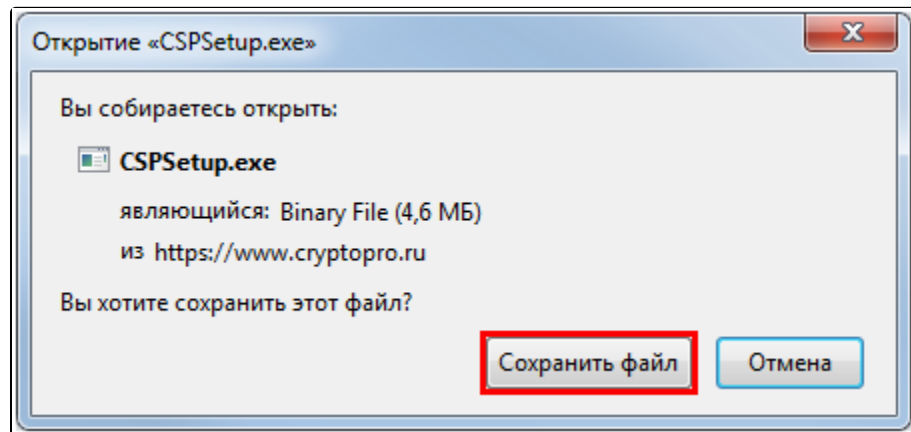 Открытие «CSPSetup.exe»
Вы собираетесь открыть:
CSPSetup.exe
являющийся: Binary File (4,6 МБ)
из https://www.cryptopro.ru
Вы хотите сохранить этот файл?
Сохранить файл Отмена